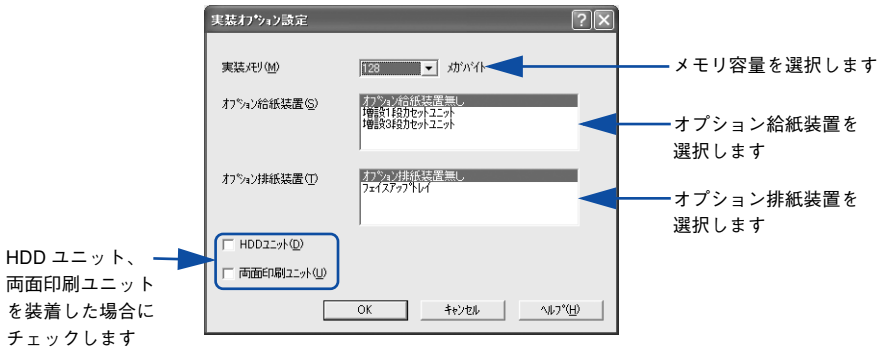 実装ｵﾌﾟｼｮﾝ設定
実装ﾒﾓﾘ(M)
128
ﾒｶﾞﾊﾞｲﾄ
メモリ容量を選択します
ｵﾌﾟｼｮﾝ給紙装置(S)
ｵﾌﾟｼｮﾝ給紙装置無し
増設1段ｶｾｯﾄﾕﾆｯﾄ
増設3段ｶｾｯﾄﾕﾆｯﾄ
オプション給紙装置を
選択します
ｵﾌﾟｼｮﾝ排紙装置(T)
ｵﾌﾟｼｮﾝ排紙装置無し
ﾌｪｲｽｱｯﾌﾟﾄﾚｲ
オプション排紙装置を
選択します
HDDﾕﾆｯﾄ(D)
両面印刷ﾕﾆｯﾄ(U)
HDD ユニット、
両面印刷ユニット
を装着した場合に
チェックします
OK
ｷｬﾝｾﾙ
ﾍﾙﾌﾟ(H)